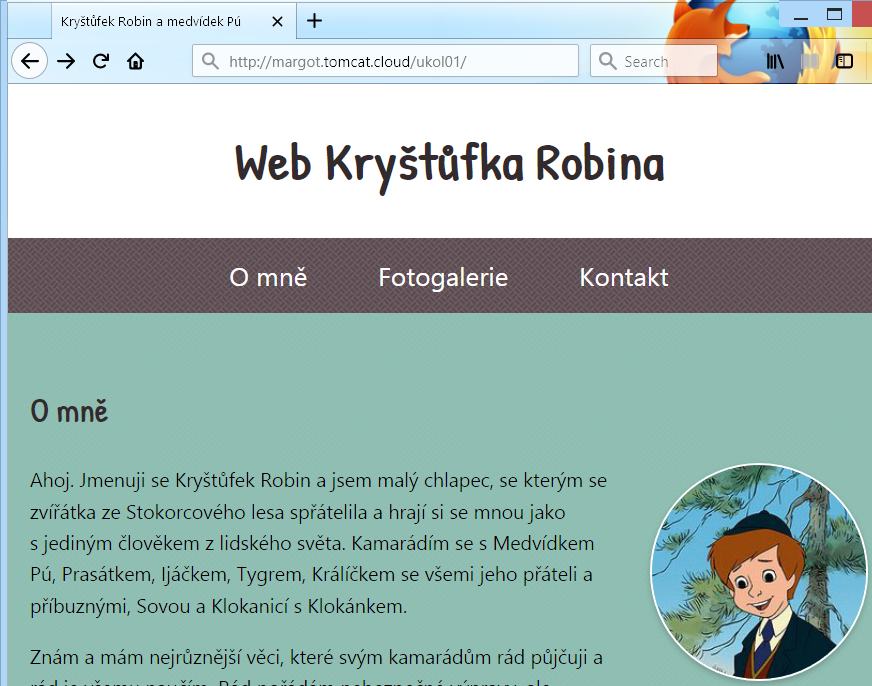 Kryštůfek Robin a medvídek Pú
http://margot.tomcat.cloud/ukol01/
Search
Web Kryštůfka Robina
O mně
Fotogalerie
Kontakt
O mně
Ahoj. Jmenuji se Kryštůfek Robin a jsem malý chlapec, se kterým se
zvířátka ze Stokorcového lesa spřátelila a hrají si se mnou jako
s jediným člověkem z lidského světa. Kamarádím se s Medvídkem
Pú, Prasátkem, Ijáčkem, Tygrem, Králíčkem se všemi jeho přáteli a
příbuznými, Sovou a Klokanicí s Klokánkem.
Znám a mám nejrůznější věci, které svým kamarádům rád půjčuji a